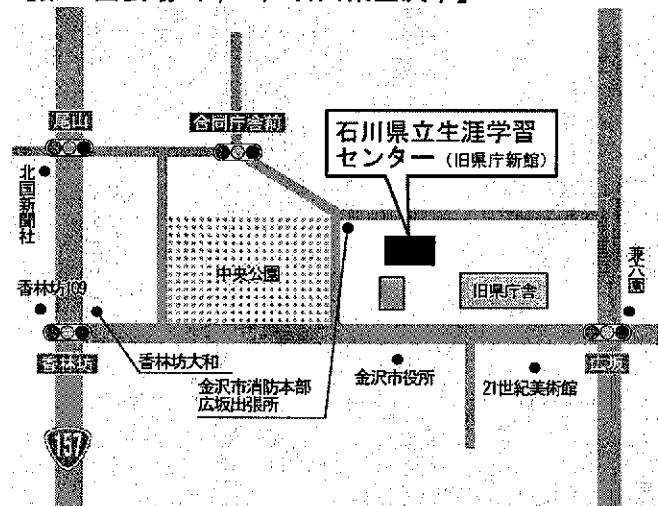 尾山
合同庁舎前
石川県立生涯学習
センター（旧県庁新館）
北国新聞社
中央公園
旧県庁舎
兼六園
香林坊109
香林坊
香林坊大和
金沢市消防本部
広坂出張所
金沢市役所
21世紀美術館
広坂
157